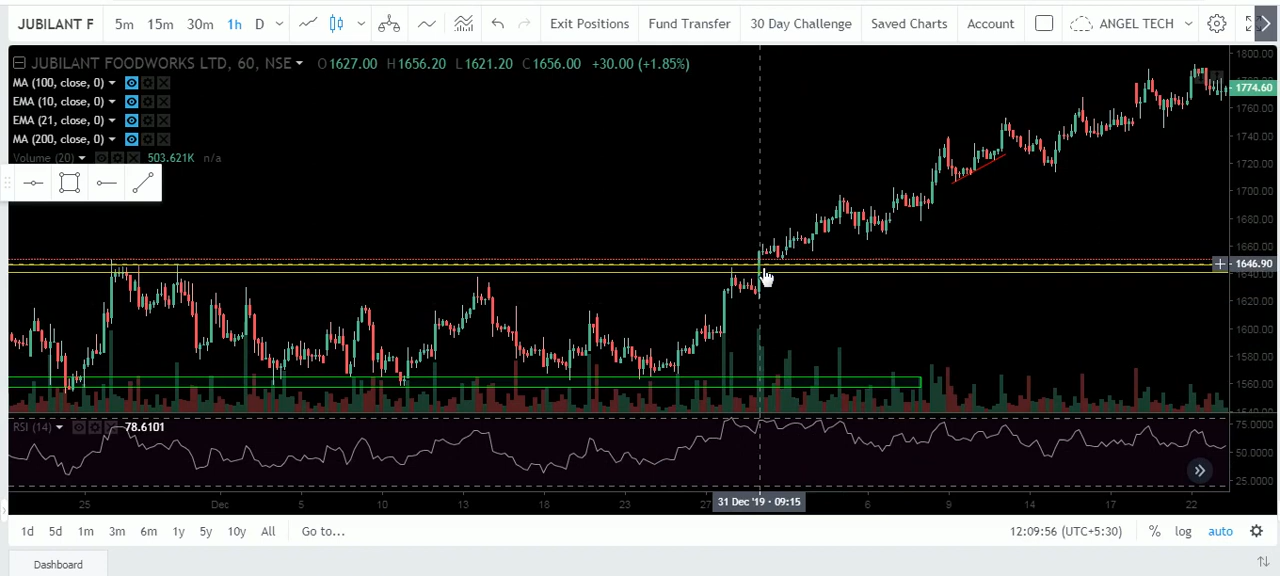 JUBILANT F 5m 15m 30m 1h D Exit Positions Fund Transfer 30 Day Challenge Saved Charts Account ANGEL TECH
JUBILANT FOODWORKS LTD, 60, NSE O1627.00 H1656.20 L1621.20 C1656.00 +30.00 (+1.85%)
MA (100, close, 0)
EMA (10, close, 0)
EMA (21, close, 0)
MA (200, close, 0)
Volume (20) 503.621K n/a
1800.00
1774.60
1760.00
1740.00
1720.00
1700.00
1680.00
1660.00
1646.90
1620.00
1600.00
1580.00
1560.00
RSI (14) 78.6101
75.0000
50.0000
25.0000
25 Dec 5 10 13 18 23 27 31 Dec '19 - 09:15 6 9 14 17 22
1d 5d 1m 3m 6m 1y 5y 10y All Go to... 12:09:56 (UTC+5:30) % log auto
Dashboard